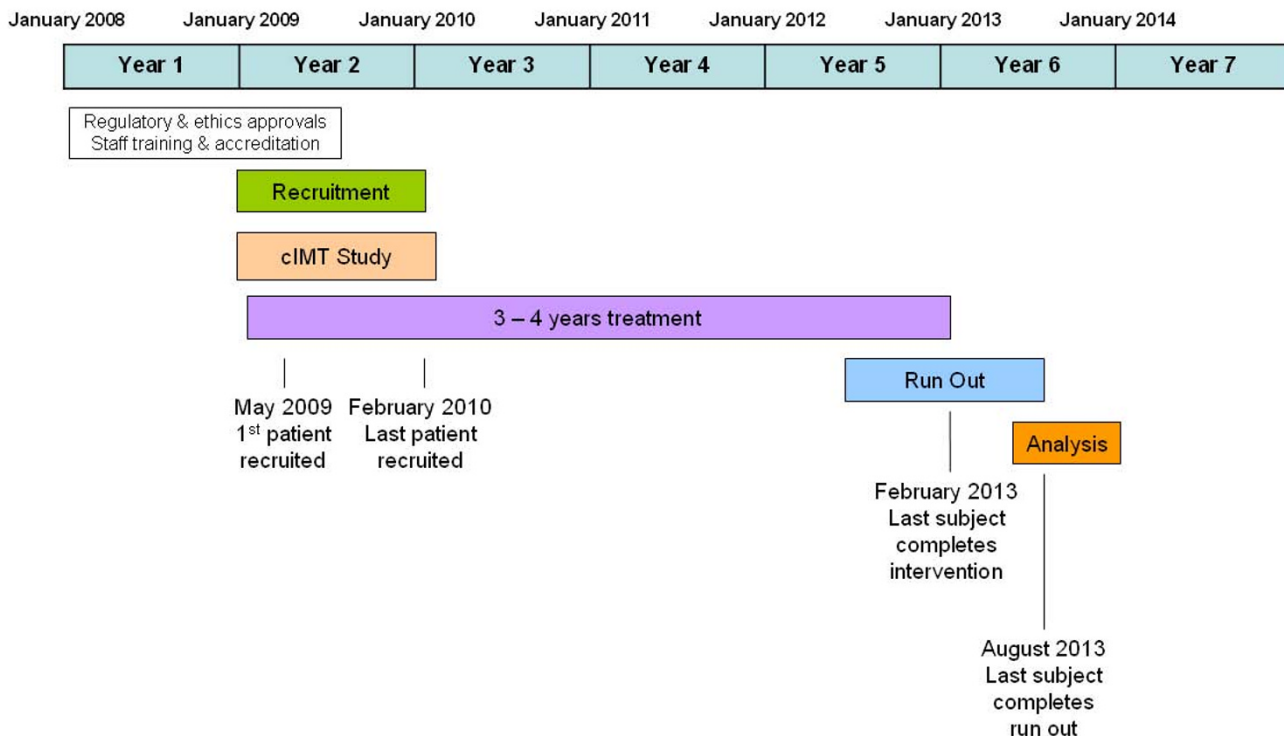 January 2008 January 2009 January 2010 January 2011 January 2012 January 2013 January 2014
Year 1 Year 2 Year 3 Year 4 Year 5 Year 6 Year 7
Regulatory & ethics approvals
Staff training & accreditation
Recruitment
cIMT Study
3 – 4 years treatment
Run Out
May 2009
1st patient
recruited
February 2010
Last patient
recruited
Analysis
February 2013
Last subject
completes
intervention
August 2013
Last subject
completes
run out